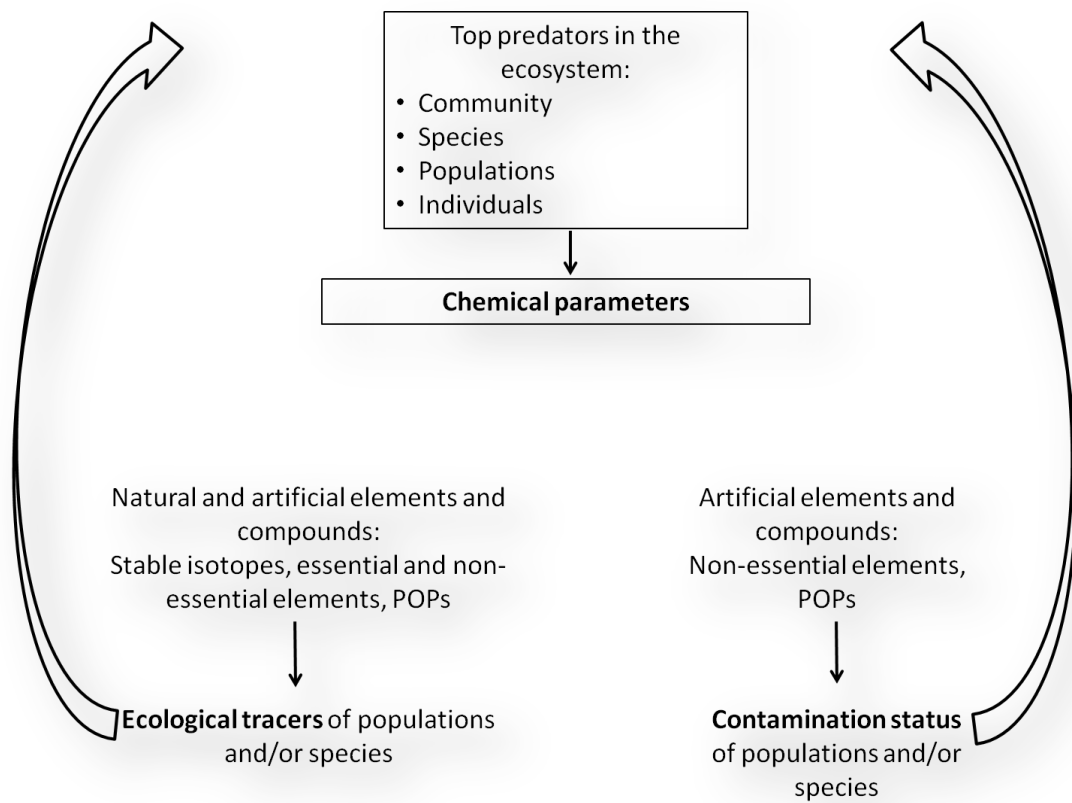 Top predators in the
ecosystem:
• Community
• Species
• Populations
• Individuals
Chemical parameters
Natural and artificial elements and
compounds:
Stable isotopes, essential and non-
essential elements, POPs
Ecological tracers of populations
and/or species
Artificial elements and
compounds:
Non-essential elements,
POPs
Contamination status
of populations and/or
species